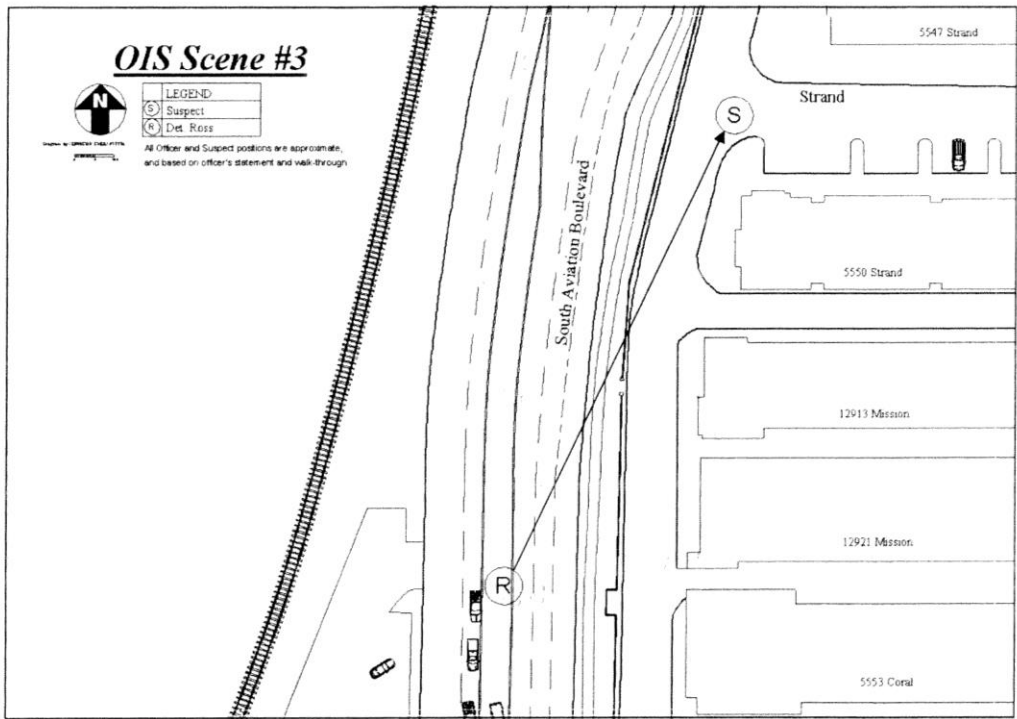 OIS Scene #3
N
LEGEND
S Suspect
R Det. Ross
All Officer and Suspect positions are approximate,
and based on officer's statement and walk-through
5547 Strand
Strand
S
South Aviation Boulevard
5550 Strand
12913 Mission
12921 Mission
R
5553 Coral